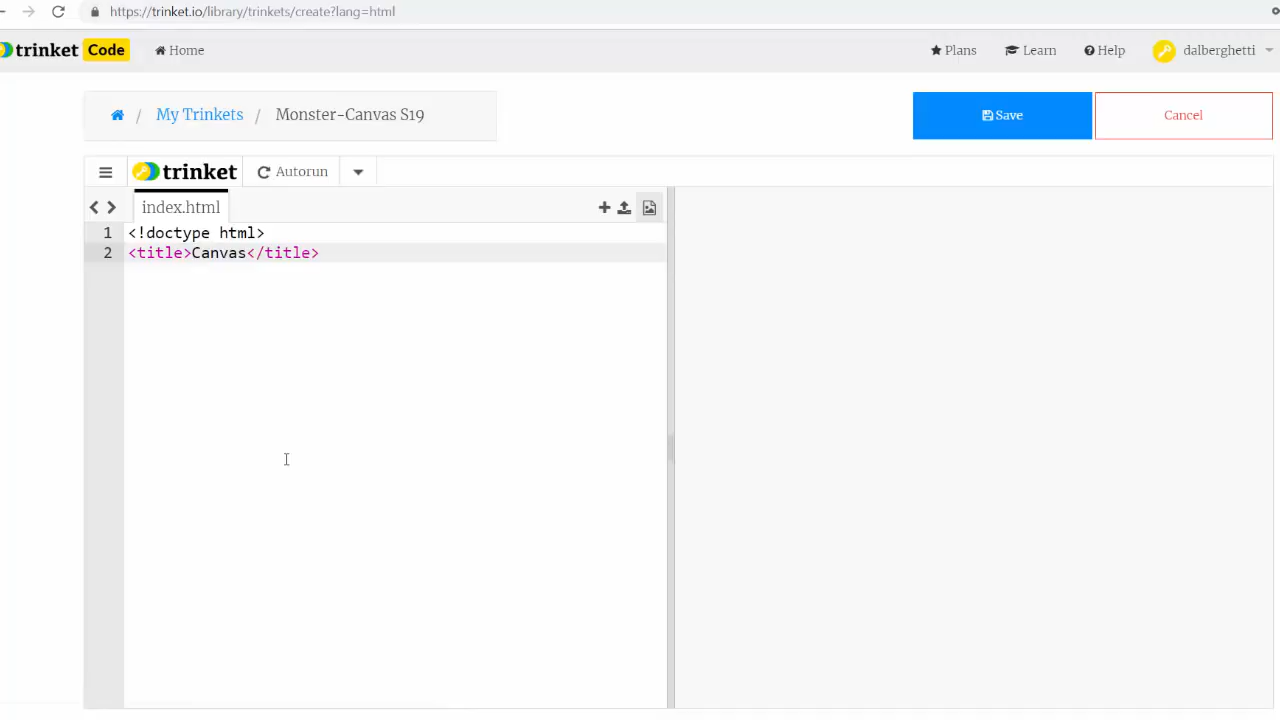 https://trinket.io/library/trinkets/create?lang=html
trinket Code Home Plans Learn Help dalberghetti
/ My Trinkets / Monster-Canvas S19 Save Cancel
trinket Autorun
index.html
1 <!doctype html>
2 <title>Canvas</title>